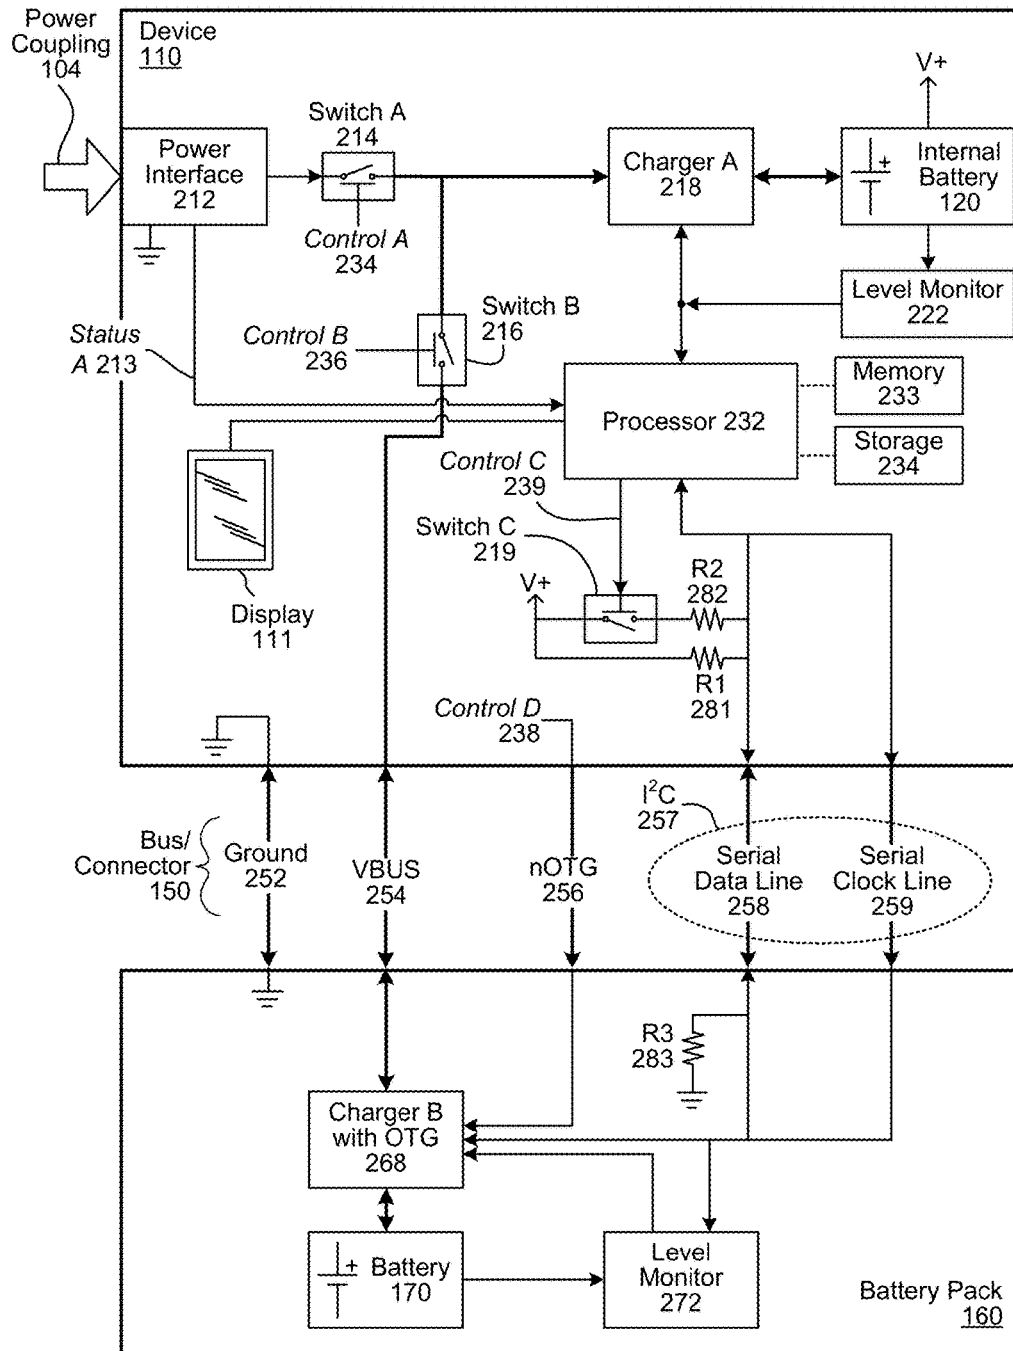 Power
Coupling
104
Device
110
Switch A
214
V+
Power
Interface
212
Charger A
218
Internal
Battery
120
+
Control A
234
Level Monitor
222
Status
A 213
Control B
236
Switch B
216
Processor 232
Memory
233
Storage
234
Control C
239
Switch C
219
V+
R2
282
R1
281
Display
111
Control D
238
I²C
257
Bus/
Connector
150
Ground
252
VBUS
254
nOTG
256
Serial
Data Line
258
Serial
Clock Line
259
R3
283
Charger B
with OTG
268
+
Battery
170
Level
Monitor
272
Battery Pack
160